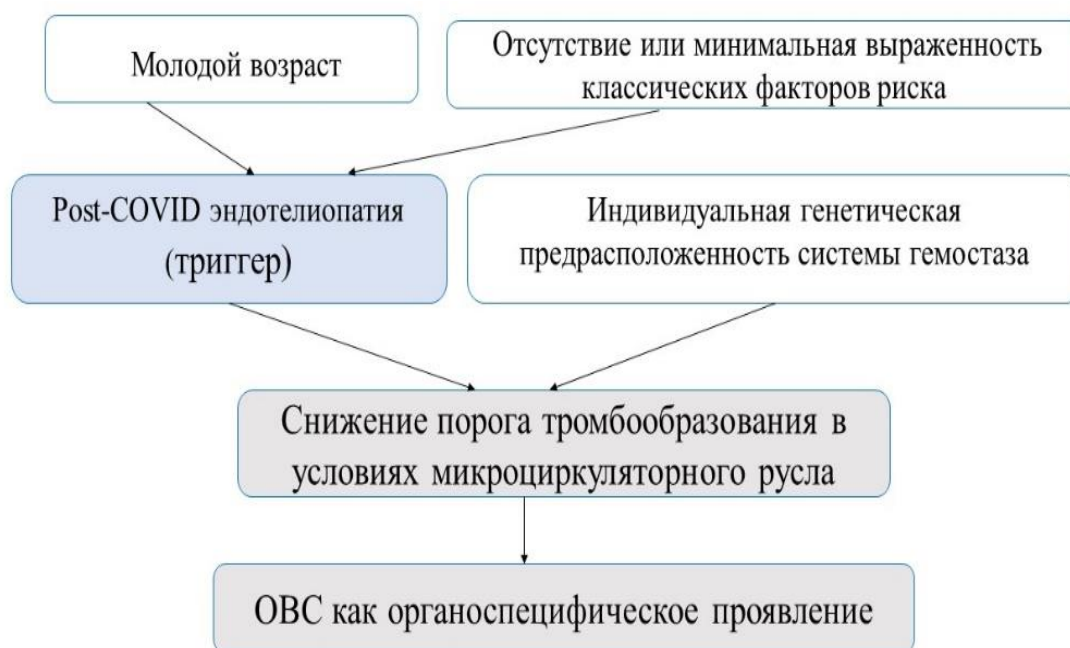 Молодой возраст
Отсутствие или минимальная выраженность
классических факторов риска
Post-COVID эндотелиопатия
(триггер)
Индивидуальная генетическая
предрасположенность системы гемостаза
Снижение порога тромбообразования в
условиях микроциркуляторного русла
ОВС как органоспецифическое проявление